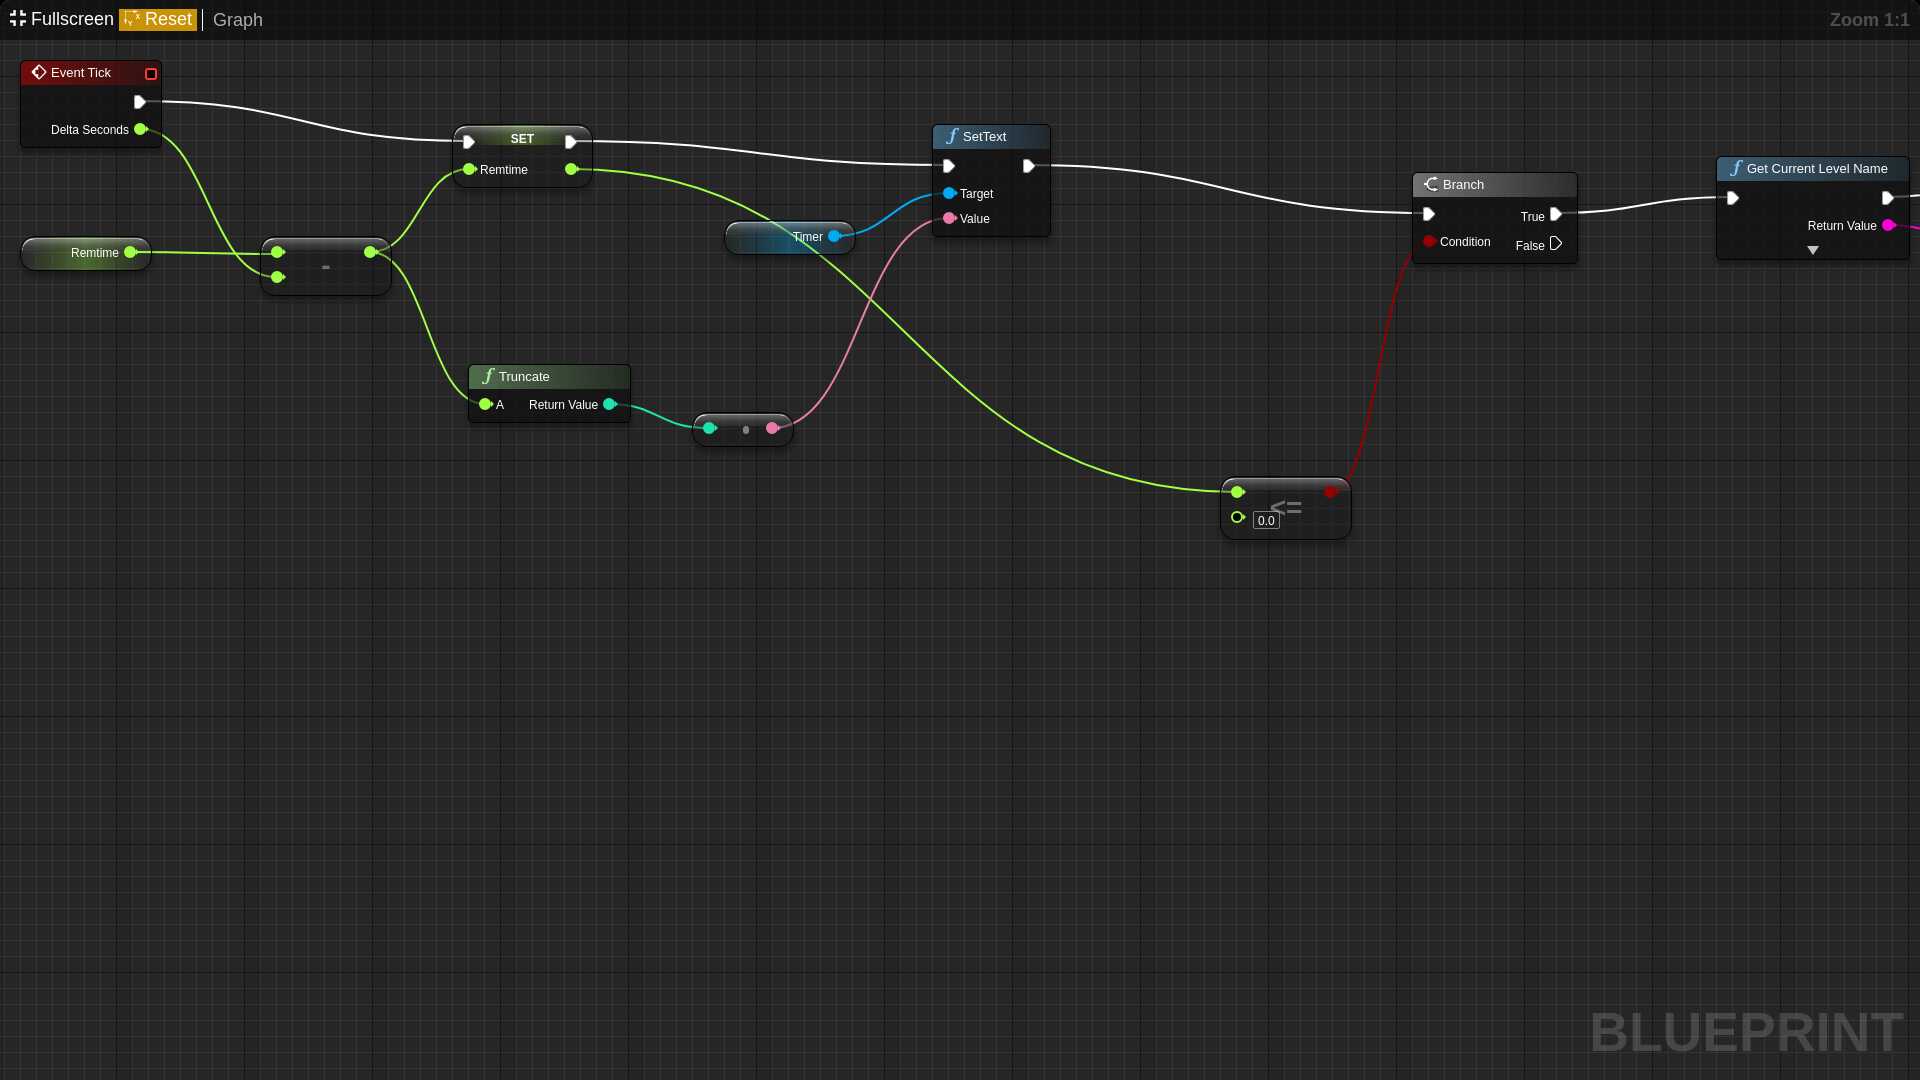 Fullscreen Reset Graph Zoom 1:1
Event Tick
Delta Seconds
SET
Remtime
SetText
Target
Value
Branch
True
Condition
False
Get Current Level Name
Return Value
Remtime
-
Timer
Truncate
A Return Value
<=
0.0
BLUEPRINT